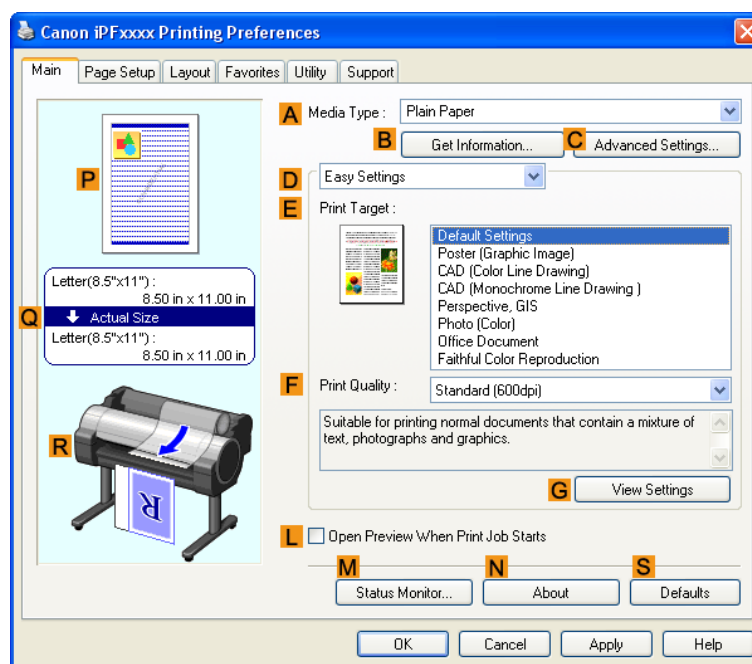 Canon iPFxxxx Printing Preferences
Main Page Setup Layout Favorites Utility Support
A Media Type : Plain Paper
B Get Information... C Advanced Settings...
P
D Easy Settings
E Print Target :
Default Settings
Poster (Graphic Image)
CAD (Color Line Drawing)
CAD (Monochrome Line Drawing )
Perspective, GIS
Photo (Color)
Office Document
Faithful Color Reproduction
Letter(8.5"x11") :
8.50 in x 11.00 in
Q Actual Size
Letter(8.5"x11") :
8.50 in x 11.00 in
F Print Quality : Standard (600dpi)
Suitable for printing normal documents that contain a mixture of
text, photographs and graphics.
R
R
G View Settings
L Open Preview When Print Job Starts
M N S
Status Monitor... About Defaults
OK Cancel Apply Help